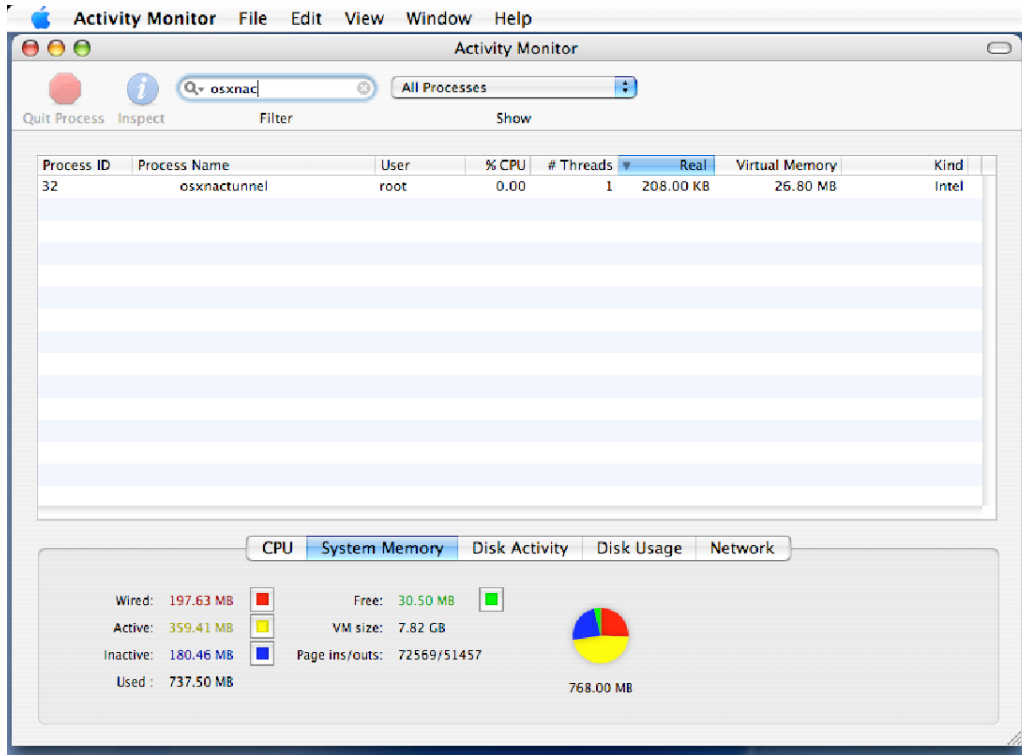 Activity Monitor File Edit View Window Help
Activity Monitor
osxnac All Processes
Quit Process Inspect Filter Show
Process ID Process Name User % CPU # Threads Real Virtual Memory Kind
32 osxnactunnel root 0.00 1 208.00 KB 26.80 MB Intel
CPU System Memory Disk Activity Disk Usage Network
Wired: 197.63 MB Free: 30.50 MB
Active: 359.41 MB VM size: 7.82 GB
Inactive: 180.46 MB Page ins/outs: 72569/51457
Used : 737.50 MB
768.00 MB